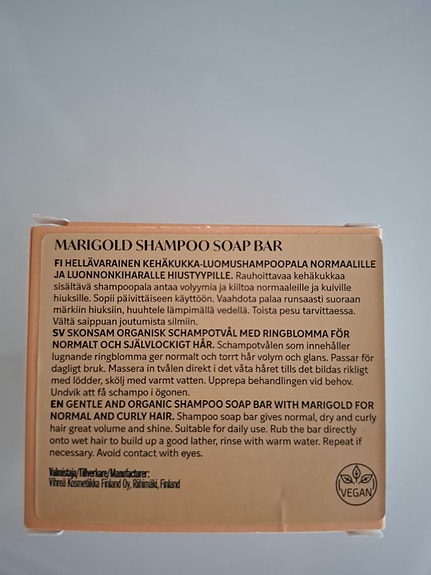 MARIGOLD SHAMPOO SOAP BAR
FI HELLÄVARAINEN KEHÄKUKKA-LUOMUSHAMPOOPALA NORMAALILLE
JA LUONNONKIHARALLE HIUSTYYPILLE. Rauhoittavaa kehäkukkaa
sisältävä shampoopala antaa volyymia ja kiiltoa normaaleille ja kuiville
hiuksille. Sopii päivittäiseen käyttöön. Vaahdota palaa runsaasti suoraan
märkiin hiuksiin, huuhtele lämpimällä vedellä. Toista pesu tarvittaessa.
Vältä saippuan joutumista silmiin.
SV SKONSAM ORGANISK SCHAMPOTVÅL MED RINGBLOMMA FÖR
NORMALT OCH SJÄLVLOCKIGT HÅR. Schampotvålen som innehåller
lugnande ringblomma ger normalt och torrt hår volym och glans. Passar för
dagligt bruk. Massera in tvålen direkt i det våta håret tills det bildas rikligt
med lödder, skölj med varmt vatten. Upprepa behandlingen vid behov.
Undvik att få schampo i ögonen.
EN GENTLE AND ORGANIC SHAMPOO SOAP BAR WITH MARIGOLD FOR
NORMAL AND CURLY HAIR. Shampoo soap bar gives normal, dry and curly
hair great volume and shine. Suitable for daily use. Rub the bar directly
onto wet hair to build up a good lather, rinse with warm water. Repeat if
necessary. Avoid contact with eyes.
Valmistaja/Tillverkare/Manufacturer:
Vihreä Kosmetiikka Finland Oy, Riihimäki, Finland
VEGAN